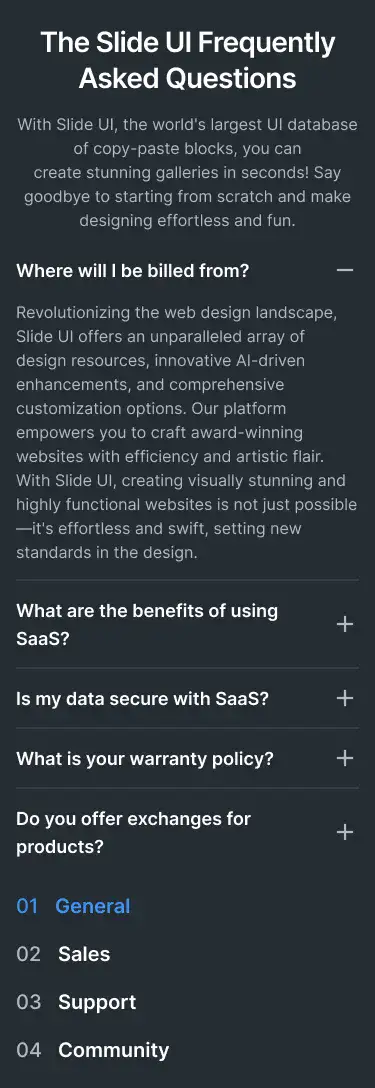 The Slide UI Frequently
Asked Questions
With Slide UI, the world's largest UI database
of copy-paste blocks, you can
create stunning galleries in seconds! Say
goodbye to starting from scratch and make
designing effortless and fun.
Where will I be billed from?
Revolutionizing the web design landscape,
Slide UI offers an unparalleled array of
design resources, innovative AI-driven
enhancements, and comprehensive
customization options. Our platform
empowers you to craft award-winning
websites with efficiency and artistic flair.
With Slide UI, creating visually stunning and
highly functional websites is not just possible
—it's effortless and swift, setting new
standards in the design.
What are the benefits of using
SaaS?
Is my data secure with SaaS?
What is your warranty policy?
Do you offer exchanges for
products?
01 General
02 Sales
03 Support
04 Community